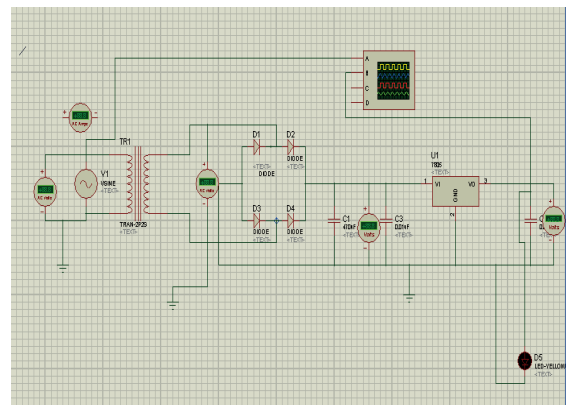 A
B
C
D
AC Amps
TR1
V1
VSINE
<TEXT>
AC Volts
TRAN-2P2S
<TEXT>
D1
D2
<TEXT>
DIODE
DIODE
<TEXT>
D3
D4
DIODE
<TEXT>
DIODE
<TEXT>
U1
7805
<TEXT>
1
VI
VO
3
GND
2
C1
<TEXT>
Volts
C3
<TEXT>
Volts
D5
LED-YELLOW
<TEXT>